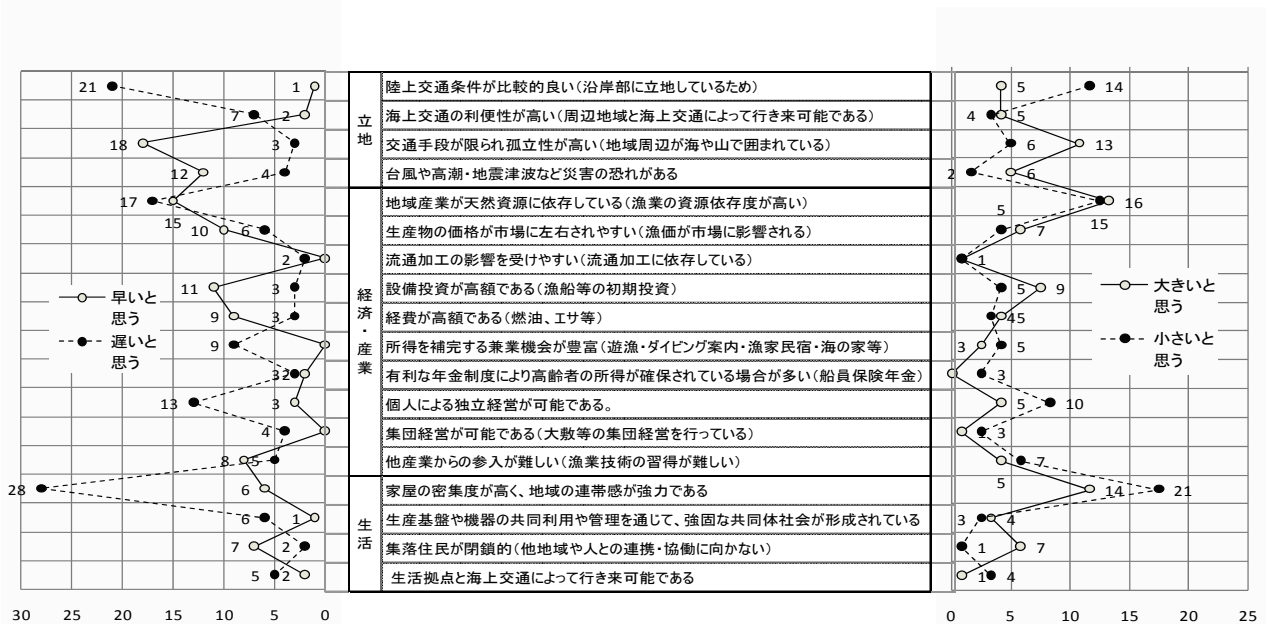 立地
陸上交通条件が比較的良い（沿岸部に立地しているため）
21 1 5 14
海上交通の利便性が高い（周辺地域と海上交通によって行き来可能である）
7 2 4 5
交通手段が限られ孤立性が高い（地域周辺が海や山で囲まれている）
18 3 6 13
台風や高潮・地震津波など災害の恐れがある
12 4 2 6
経済・産業
地域産業が天然資源に依存している（漁業の資源依存度が高い）
17 15 15 16
生産物の価格が市場に左右されやすい（漁価が市場に影響される）
10 6 5 7
流通加工の影響を受けやすい（流通加工に依存している）
2 1
設備投資が高額である（漁船等の初期投資）
11 3 5 9
経費が高額である（燃油、エサ等）
9 3 4 5
所得を補完する兼業機会が豊富（遊漁・ダイビング案内・漁家民宿・海の家等）
9 3 5
有利な年金制度により高齢者の所得が確保されている場合が多い（船員保険年金）
3 2 3
個人による独立経営が可能である。
13 3 5 10
集団経営が可能である（大敷等の集団経営を行っている）
4 1 3
他産業からの参入が難しい（漁業技術の習得が難しい）
8 5 5 7
生活
家屋の密集度が高く、地域の連帯感が強力である
28 6 14 21
生産基盤や機器の共同利用や管理を通じて、強固な共同体社会が形成されている
6 1 3 4
集落住民が閉鎖的（他地域や人との連携・協働に向かない）
7 2 1 7
生活拠点と海上交通によって行き来可能である
5 2 1 4
早いと
思う
遅いと
思う
大きいと
思う
小さいと
思う
30 25 20 15 10 5 0
0 5 10 15 20 25